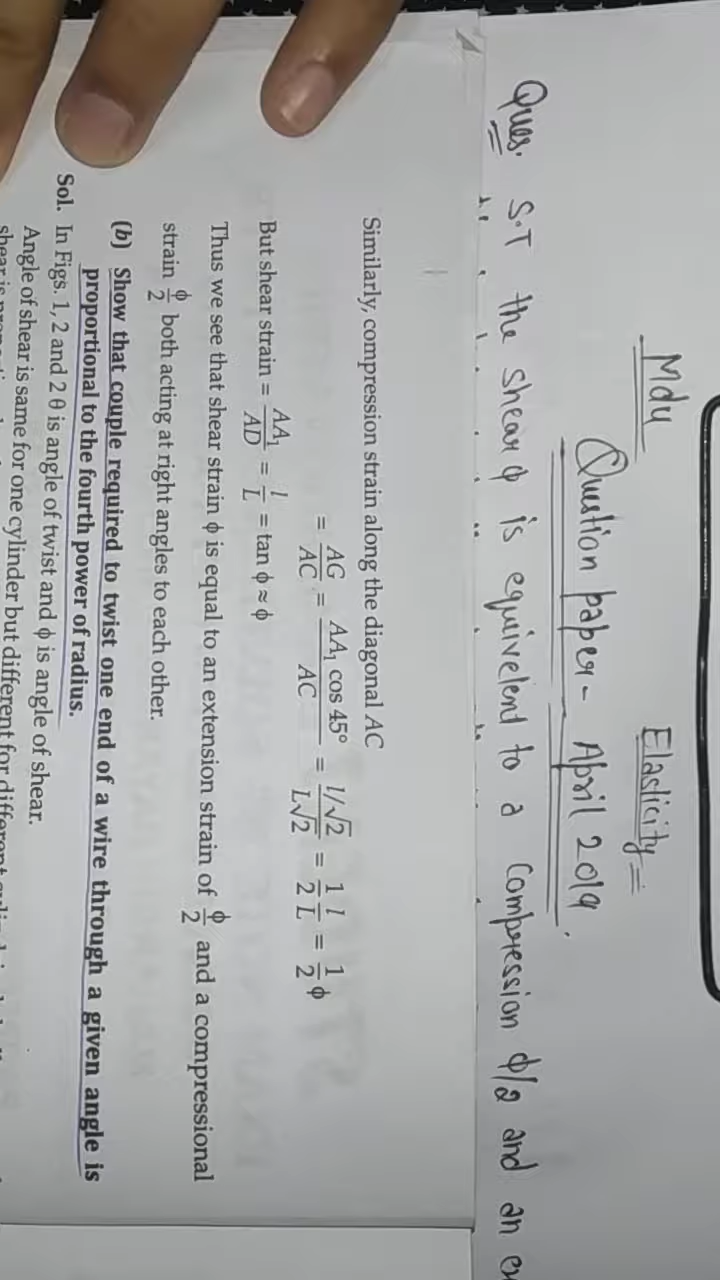 Mdu Elasticity
Question paper- April 2019.
Ques. S.T the shear ϕ is equivelend to a compression ϕ/2 and an
Similarly, compression strain along the diagonal AC
= AG/AC = AA₁ cos 45°/AC = l/√2 / L√2 = 1/2 l/L = 1/2 ϕ
But shear strain = AA₁/AD = l/L = tan ϕ ≈ ϕ
Thus we see that shear strain ϕ is equal to an extension strain of ϕ/2 and a compressional
strain ϕ/2 both acting at right angles to each other.
(b) Show that couple required to twist one end of a wire through a given angle is
proportional to the fourth power of radius.
Sol. In Figs. 1, 2 and 2 θ is angle of twist and ϕ is angle of shear.
Angle of shear is same for one cylinder but different for different